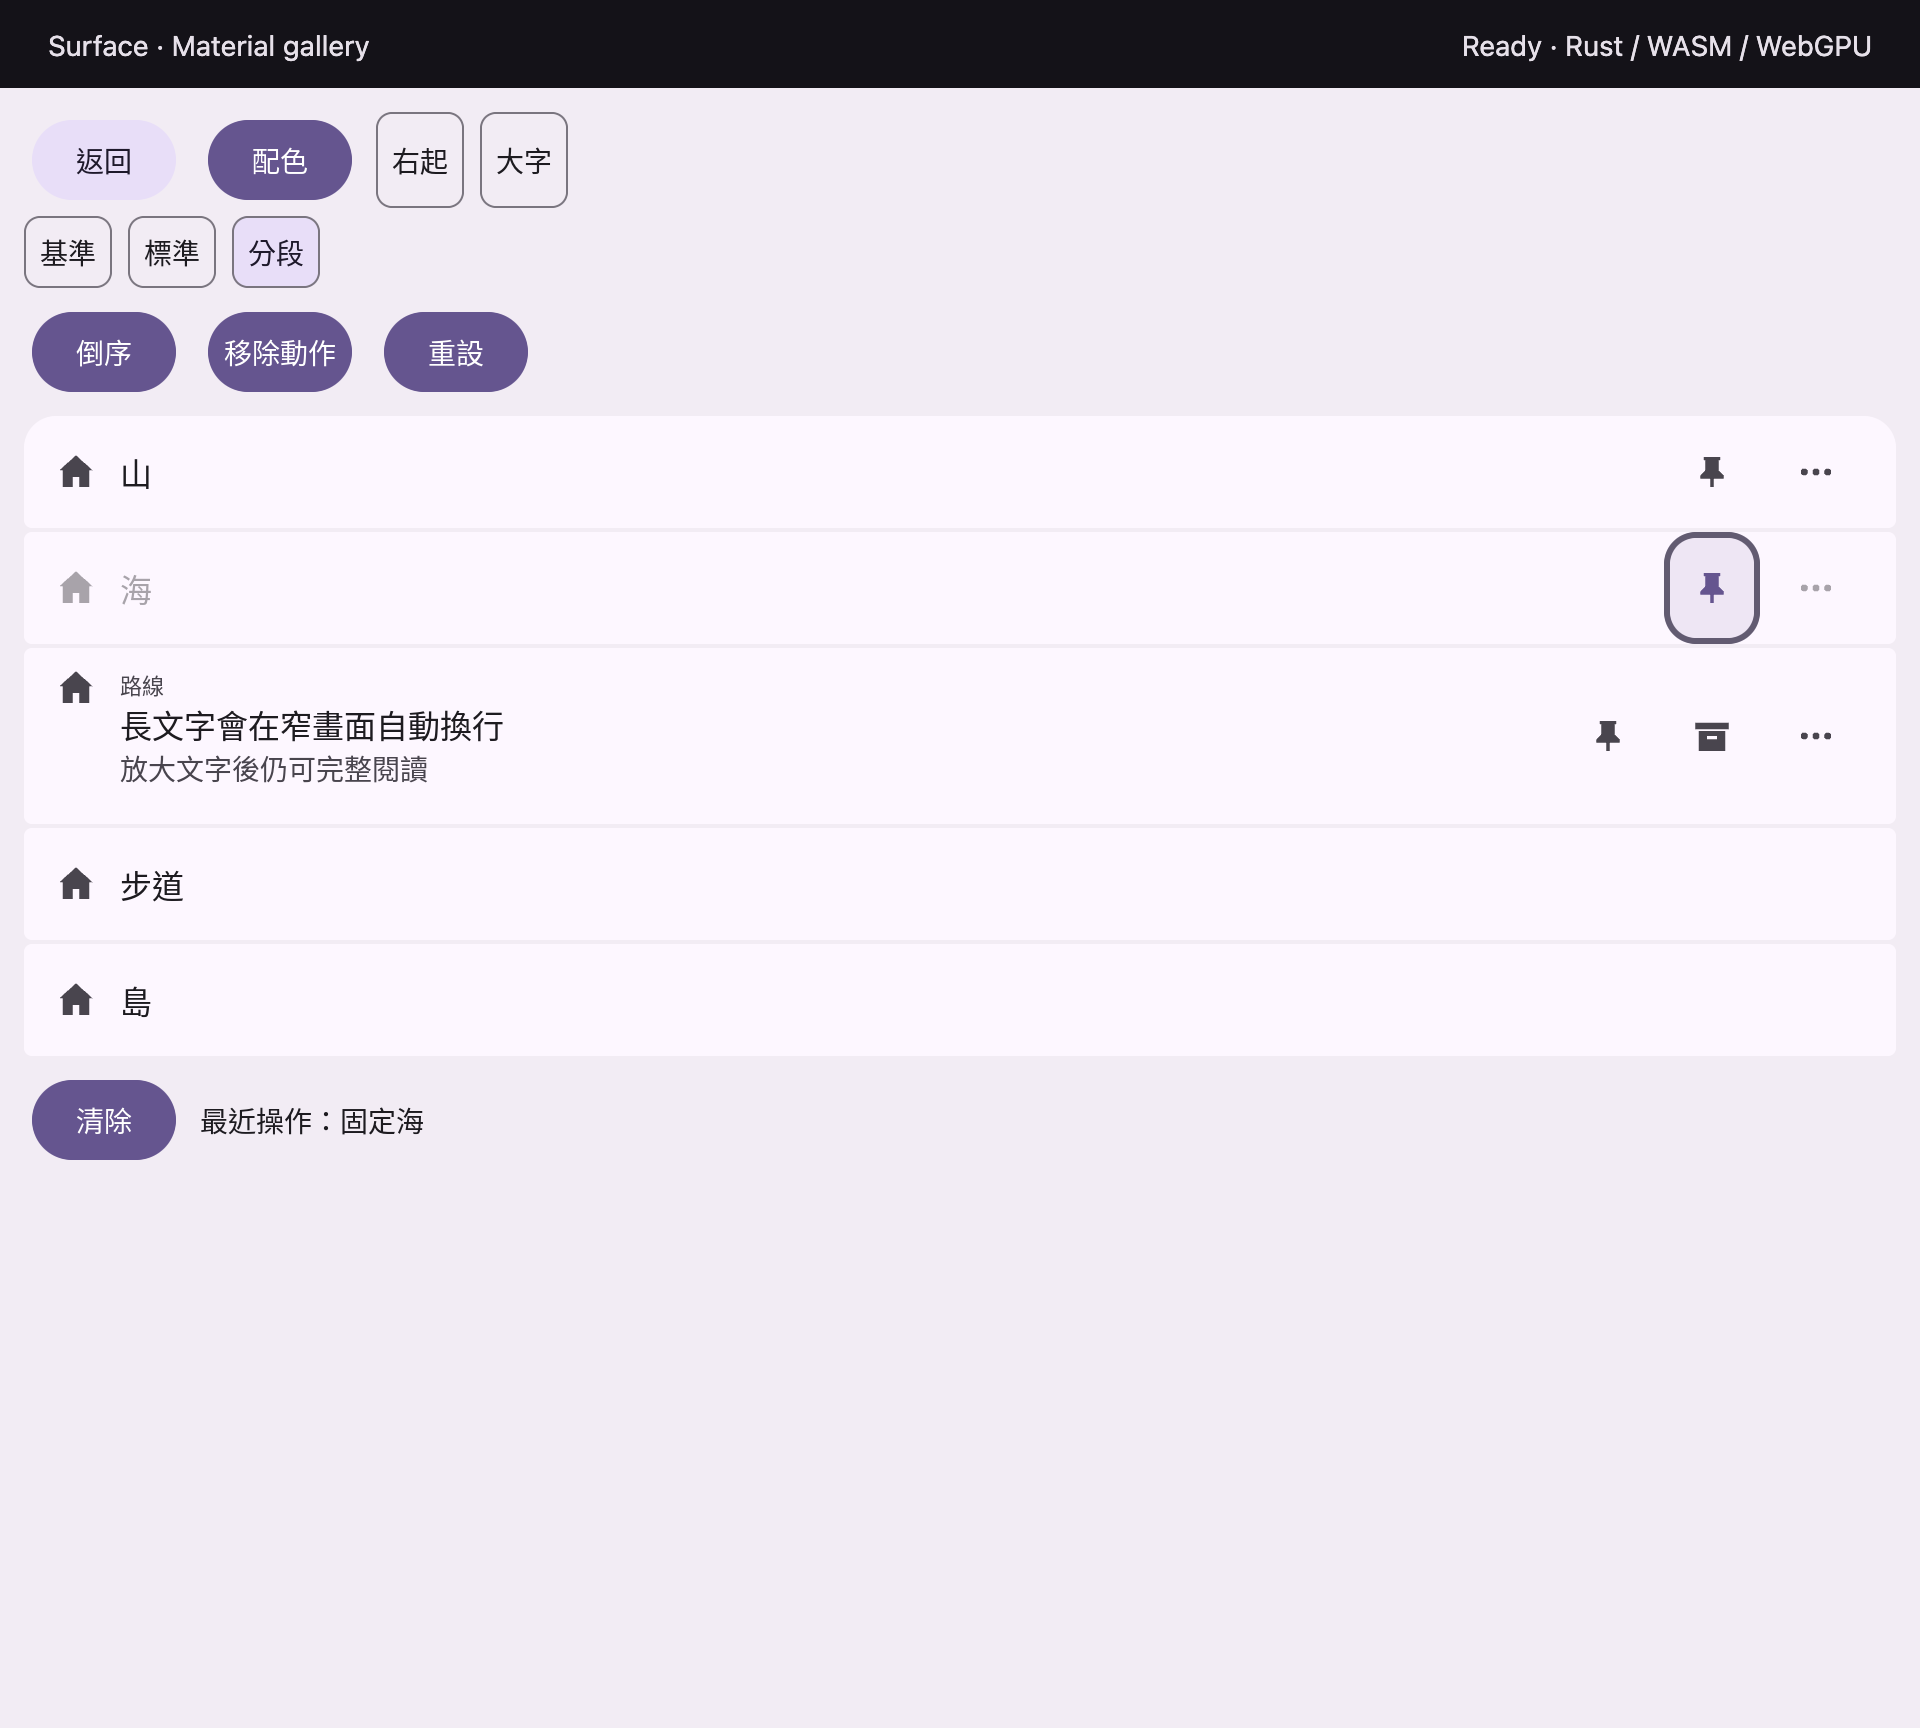 Surface · Material gallery
Ready · Rust / WASM / WebGPU
返回
配色
右起
大字
基準
標準
分段
倒序
移除動作
重設
山
海
路線
長文字會在窄畫面自動換行
放大文字後仍可完整閱讀
步道
島
清除
最近操作：固定海